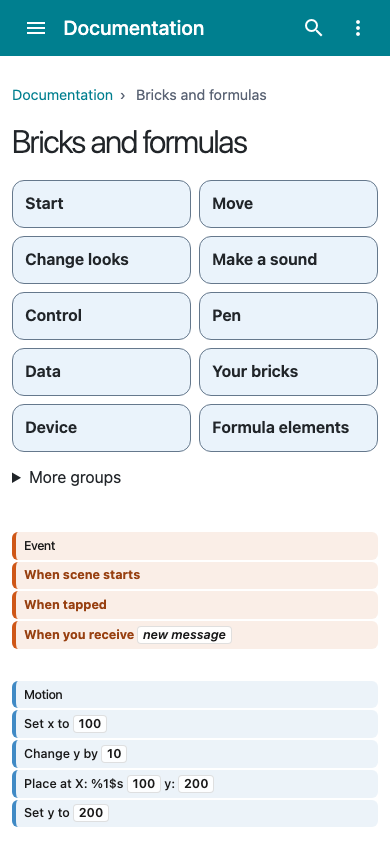 Documentation
Documentation › Bricks and formulas
Bricks and formulas
Start
Move
Change looks
Make a sound
Control
Pen
Data
Your bricks
Device
Formula elements
More groups
Event
When scene starts
When tapped
When you receive new message
Motion
Set x to 100
Change y by 10
Place at X: %1$s 100 y: 200
Set y to 200